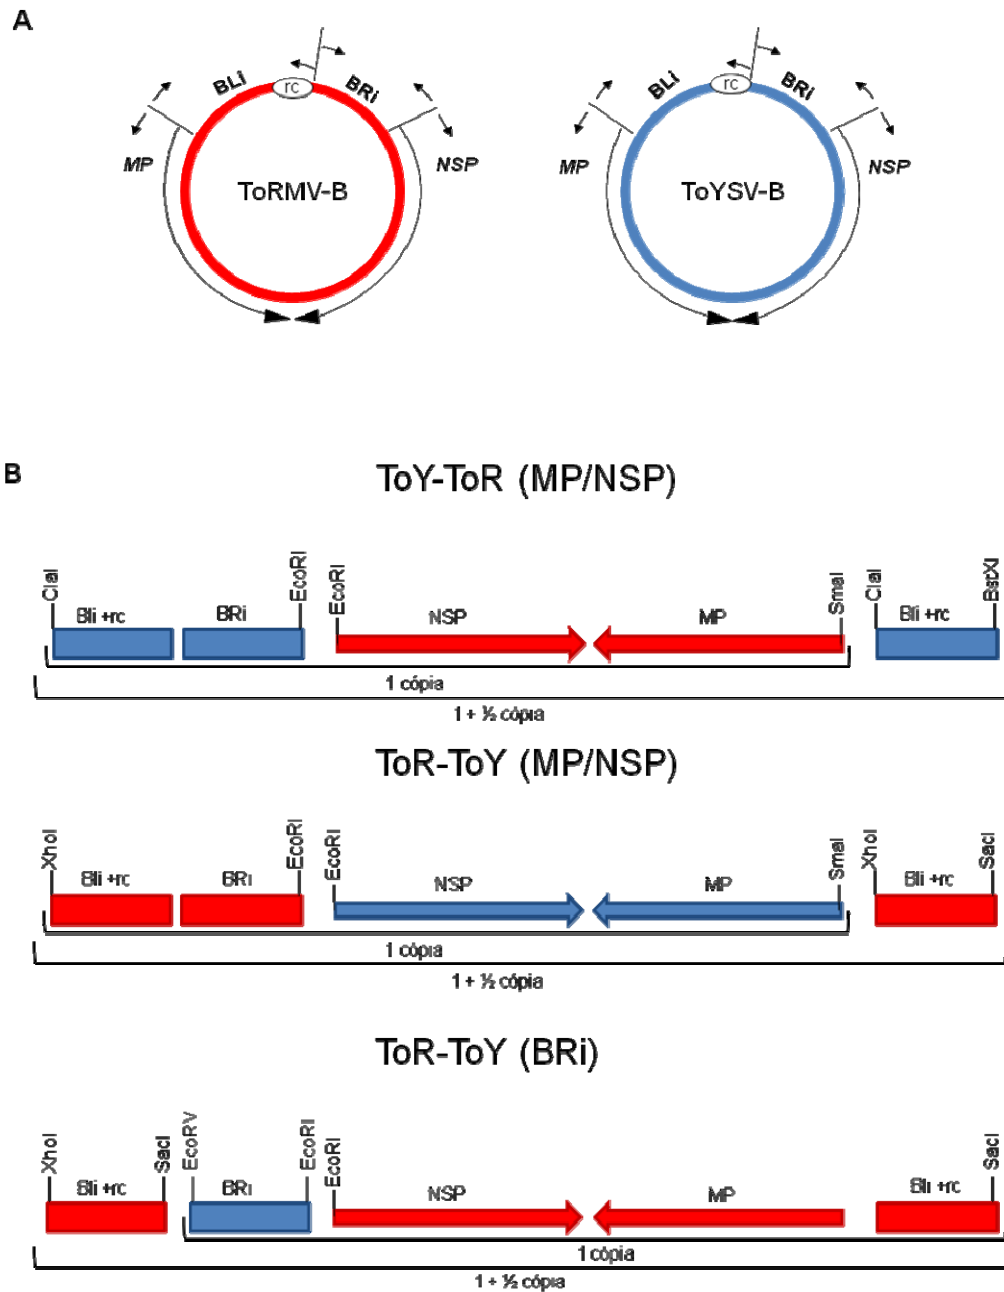 A
BLi rc BRi
MP NSP
ToRMV-B
BLi rc BRi
MP NSP
ToYSV-B
B
ToY-ToR (MP/NSP)
ClaI EcoRI EcoRI SmaI ClaI BstXI
Bli +rc BRi NSP MP Bli +rc
1 cópia
1 + ½ cópia
ToR-ToY (MP/NSP)
XhoI EcoRI EcoRI SmaI XhoI SacI
Bli +rc BRi NSP MP Bli +rc
1 cópia
1 + ½ cópia
ToR-ToY (BRi)
XhoI SacI EcoRV EcoRI EcoRI SacI
Bli +rc BRi NSP MP Bli +rc
1 cópia
1 + ½ cópia